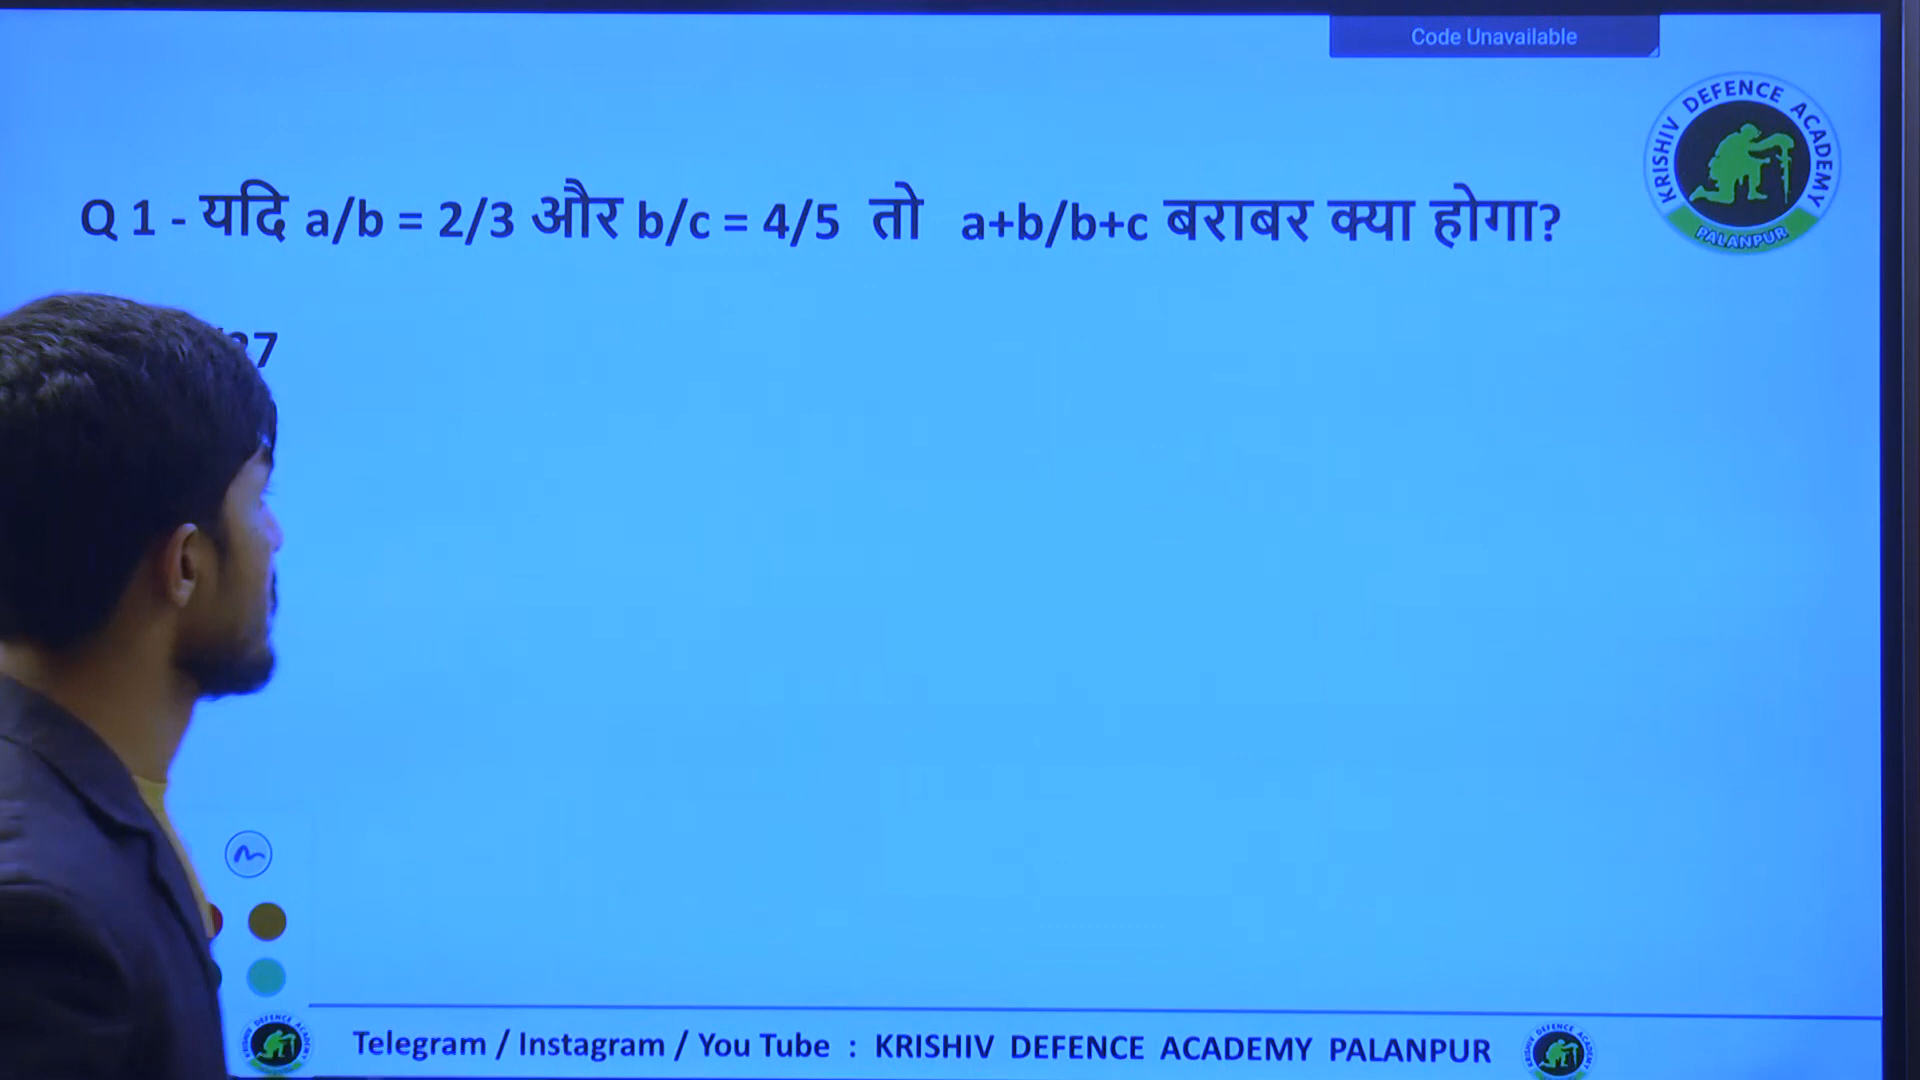 Code Unavailable
KRISHIV DEFENCE ACADEMY
PALANPUR
Q 1 - यदि a/b = 2/3 और b/c = 4/5 तो a+b/b+c बराबर क्या होगा?
Telegram / Instagram / You Tube : KRISHIV DEFENCE ACADEMY PALANPUR